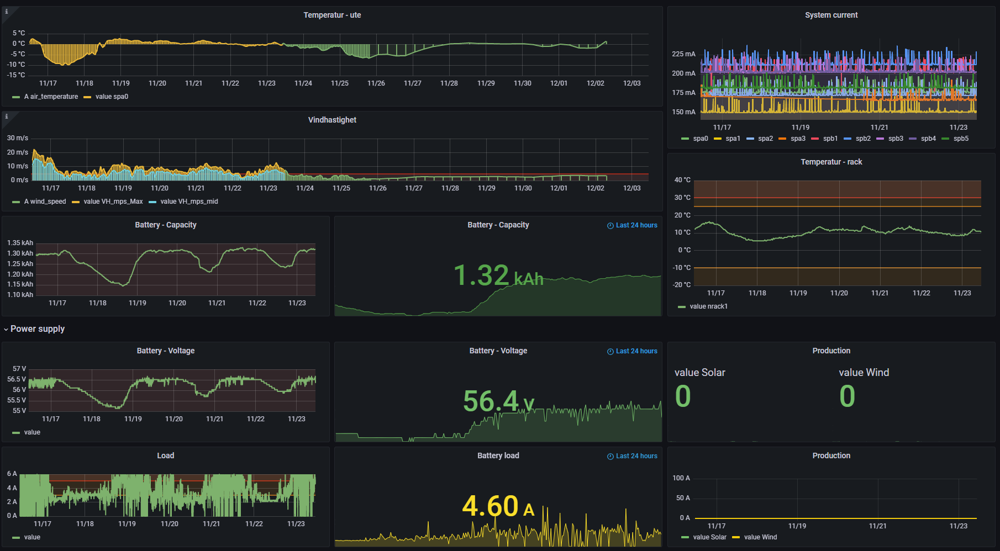 Temperatur - ute
5 °C
0 °C
-5 °C
-10 °C
-15 °C
11/17 11/18 11/19 11/20 11/21 11/22 11/23 11/24 11/25 11/26 11/27 11/28 11/29 11/30 12/01 12/02 12/03
A air_temperature value spa0
System current
225 mA
200 mA
175 mA
150 mA
11/17 11/19 11/21 11/23
spa0 spa1 spa2 spa3 spb1 spb2 spb3 spb4 spb5
Vindhastighet
30 m/s
20 m/s
10 m/s
0 m/s
11/17 11/18 11/19 11/20 11/21 11/22 11/23 11/24 11/25 11/26 11/27 11/28 11/29 11/30 12/01 12/02 12/03
A wind_speed value VH_mps_Max value VH_mps_mid
Temperatur - rack
40 °C
30 °C
20 °C
10 °C
0 °C
-10 °C
-20 °C
11/17 11/18 11/19 11/20 11/21 11/22 11/23
value nrack1
Battery - Capacity
1.35 kAh
1.30 kAh
1.25 kAh
1.20 kAh
1.15 kAh
1.10 kAh
11/17 11/18 11/19 11/20 11/21 11/22 11/23
Battery - Capacity
Last 24 hours
1.32 kAh
Power supply
Battery - Voltage
57 V
56.5 V
56 V
55.5 V
55 V
11/17 11/18 11/19 11/20 11/21 11/22 11/23
value
Battery - Voltage
Last 24 hours
56.4 V
Production
value Solar value Wind
0 0
Load
6 A
4 A
2 A
0 A
11/17 11/18 11/19 11/20 11/21 11/22 11/23
value
Battery load
Last 24 hours
4.60 A
Production
100 A
50 A
0 A
11/17 11/19 11/21 11/23
value Solar value Wind